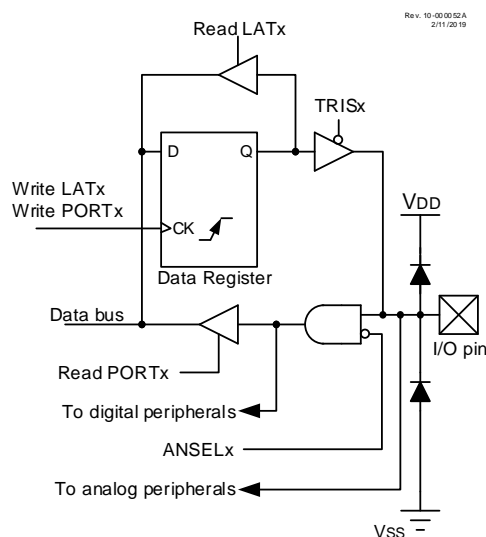 Rev. 10-000052A
2/11/2019
Read LATx
TRISx
D
Q
Write LATx
Write PORTx
CK
VDD
Data Register
Data bus
I/O pin
Read PORTx
To digital peripherals
ANSELx
To analog peripherals
VSS